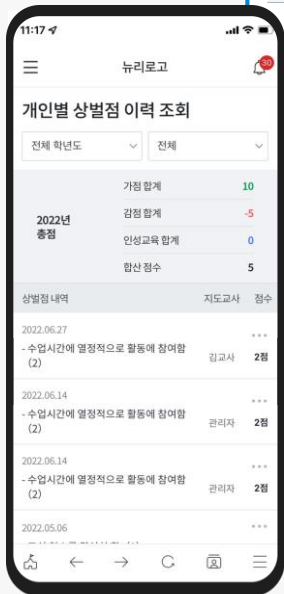 11:17
뉴리로고
30
개인별 상벌점 이력 조회
전체 학년도 전체
2022년
총점
가점 합계 10
감점 합계 -5
인성교육 합계 0
합산 점수 5
상벌점 내역 지도교사 점수
2022.06.27
- 수업시간에 열정적으로 활동에 참여함
(2)
김교사 2점
2022.06.14
- 수업시간에 열정적으로 활동에 참여함
(2)
관리자 2점
2022.06.14
- 수업시간에 열정적으로 활동에 참여함
(2)
관리자 2점
2022.05.06